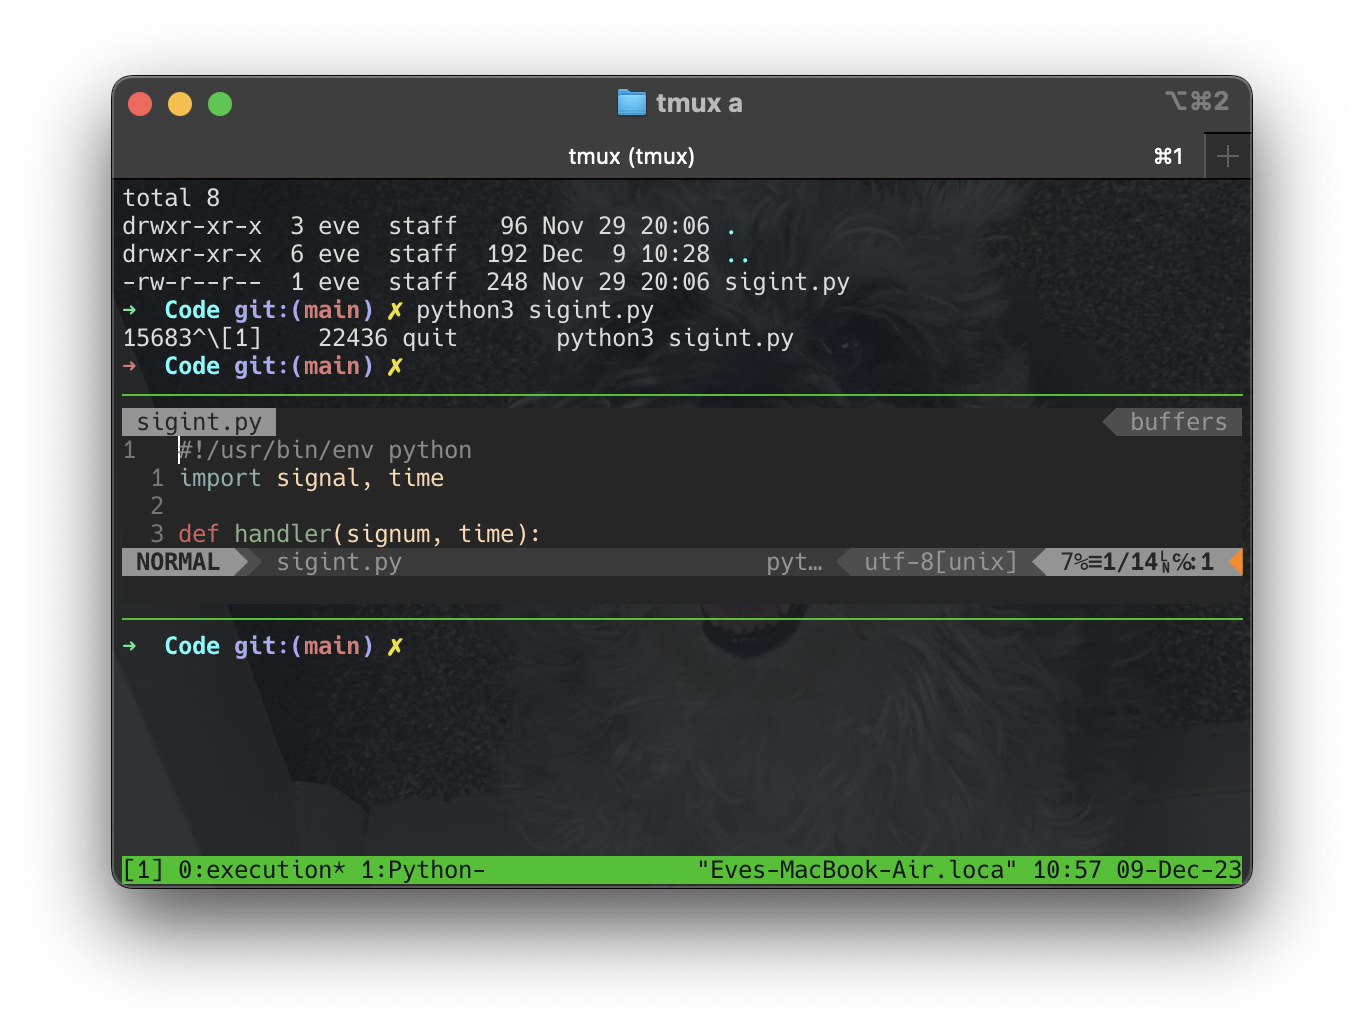 tmux a
⌥⌘2
tmux (tmux)
⌘1
total 8
drwxr-xr-x  3 eve  staff   96 Nov 29 20:06 .
drwxr-xr-x  6 eve  staff  192 Dec  9 10:28 ..
-rw-r--r--  1 eve  staff  248 Nov 29 20:06 sigint.py
→  Code git:(main) ✗ python3 sigint.py
15683^\[1]    22436 quit       python3 sigint.py
→  Code git:(main) ✗
sigint.py buffers
1   #!/usr/bin/env python
  1 import signal, time
  2
  3 def handler(signum, time):
NORMAL sigint.py pyt… utf-8[unix] 7%≡1/14␤℅:1
→  Code git:(main) ✗
[1] 0:execution* 1:Python- "Eves-MacBook-Air.loca" 10:57 09-Dec-23